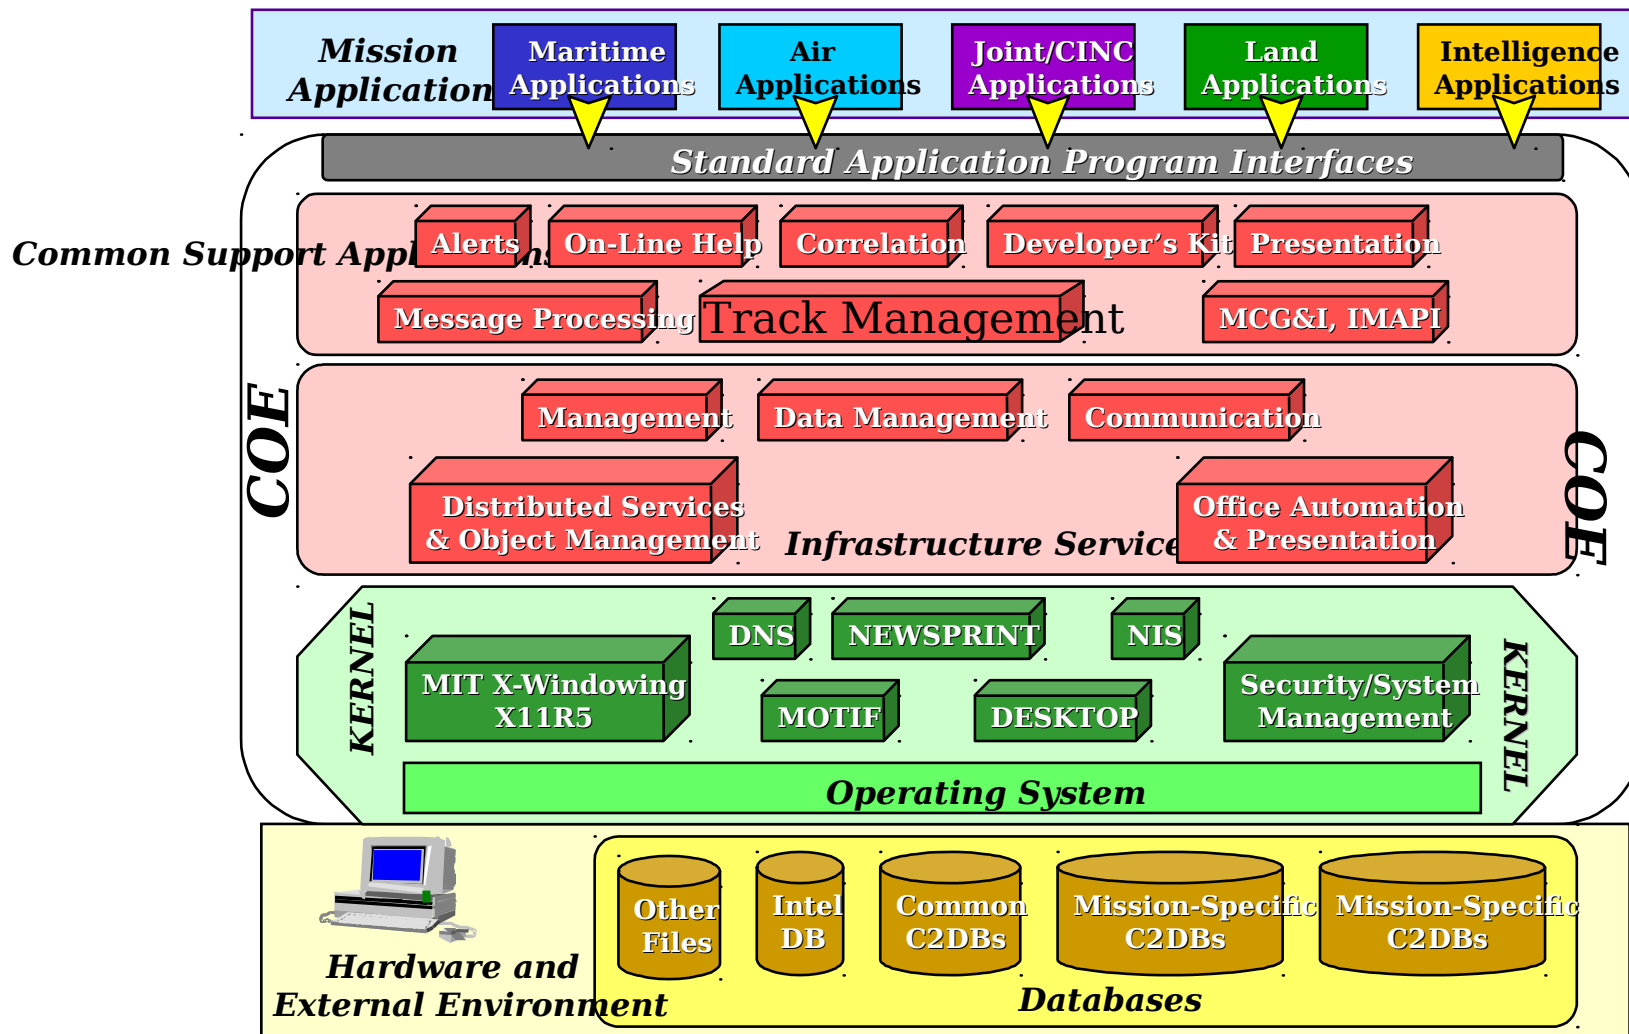 Mission
Application
Maritime
Applications
Air
Applications
Joint/CINC
Applications
Land
Applications
Intelligence
Applications
Standard Application Program Interfaces
Common Support App
Alerts
On-Line Help
Correlation
Developer’s Kit
Presentation
Message Processing
Track Management
MCG&I, IMAPI
COE
Management
Data Management
Communication
COE
Distributed Services
& Object Management
Infrastructure Service
Office Automation
& Presentation
KERNEL
DNS
NEWSPRINT
NIS
KERNEL
MIT X-Windowing
X11R5
MOTIF
DESKTOP
Security/System
Management
Operating System
Other
Files
Intel
DB
Common
C2DBs
Mission-Specific
C2DBs
Mission-Specific
C2DBs
Hardware and
External Environment
Databases